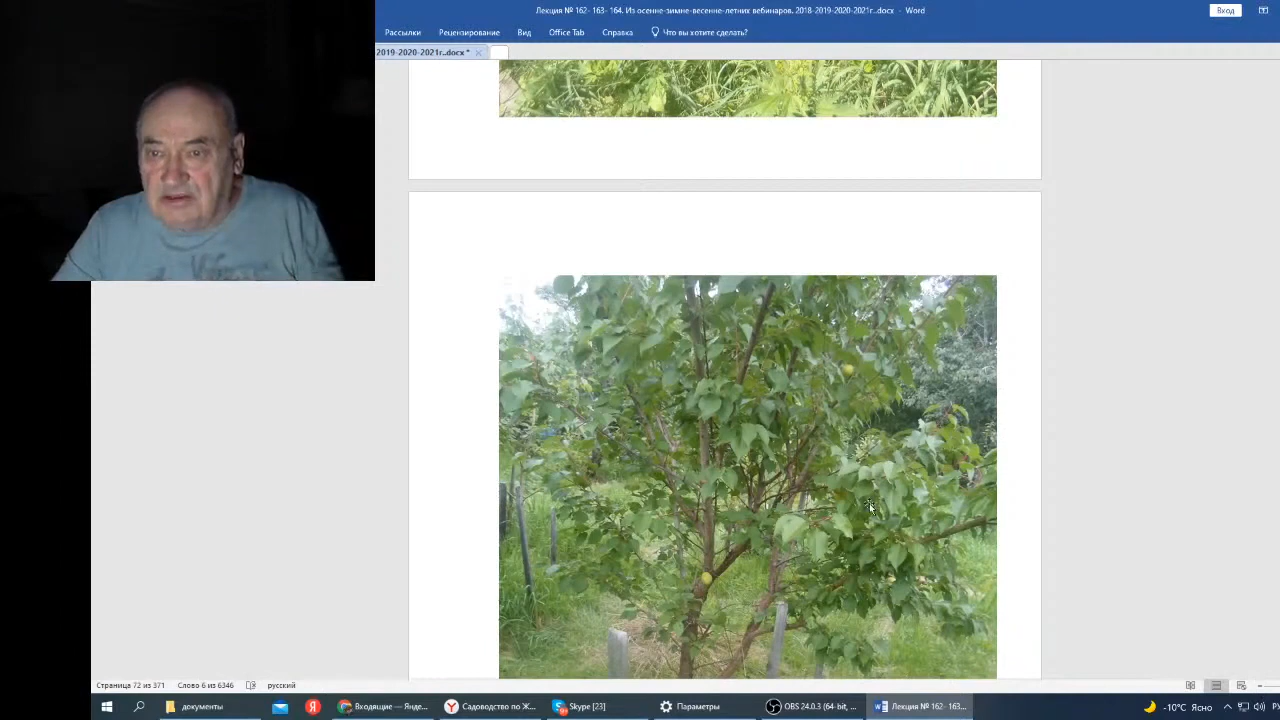 Лекция № 162- 163- 164. Из осенне-зимне-весенне-летних вебинаров. 2018-2019-2020-2021г..docx - Word
Вход
Рассылки Рецензирование Вид Office Tab Справка Что вы хотите сделать?
2019-2020-2021г..docx *
Страница 72 из 371 Слово 6 из 6346 русский
документы Входящие — Янде... Садоводство по Ж... Skype [23] Параметры OBS 24.0.3 (64-bit, ... Лекция № 162- 163... -10°C Ясно